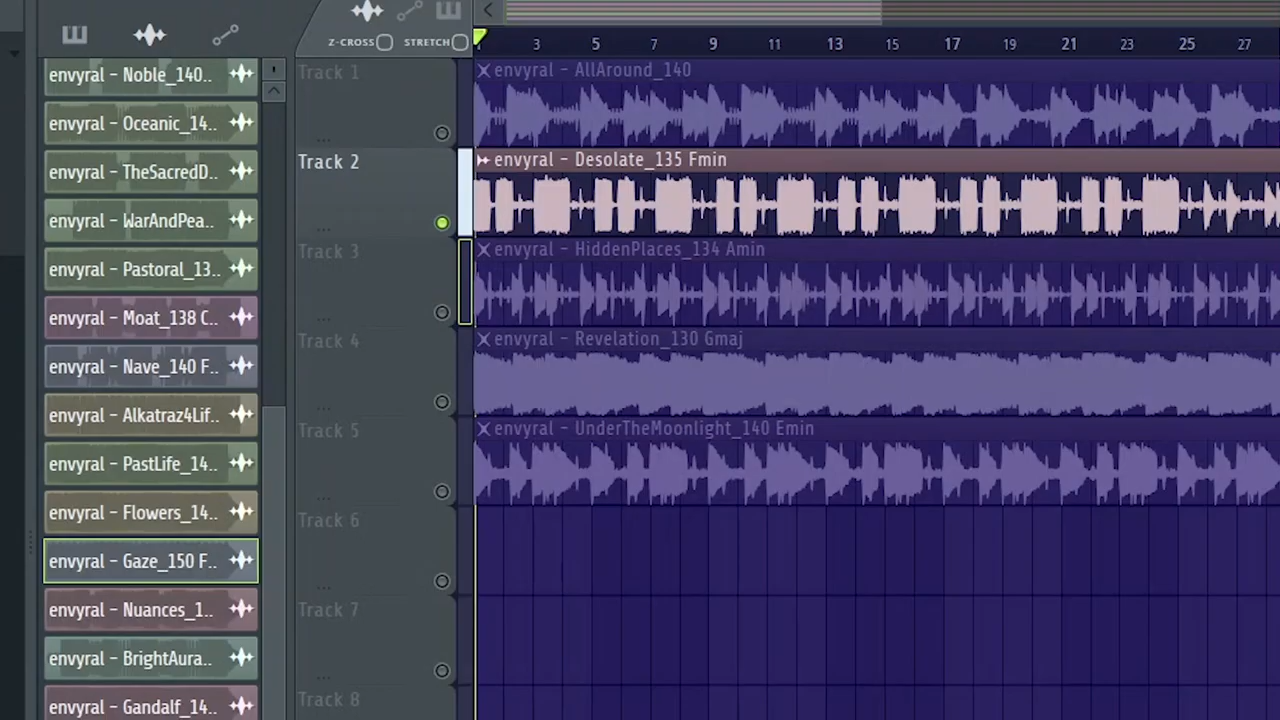 Z-CROSS STRETCH
3 5 7 9 11 13 15 17 19 21 23 25 27
envyral - Noble_140..
envyral - Oceanic_14..
envyral - TheSacredD..
envyral - WarAndPea..
envyral - Pastoral_13..
envyral - Moat_138 C..
envyral - Nave_140 F..
envyral - Alkatraz4Lif..
envyral - PastLife_14..
envyral - Flowers_14..
envyral - Gaze_150 F..
envyral - Nuances_1..
envyral - BrightAura..
envyral - Gandalf_14..
Track 1
envyral - AllAround_140
...
Track 2
envyral - Desolate_135 Fmin
...
Track 3
envyral - HiddenPlaces_134 Amin
...
Track 4
envyral - Revelation_130 Gmaj
...
Track 5
envyral - UnderTheMoonlight_140 Emin
...
Track 6
...
Track 7
...
Track 8